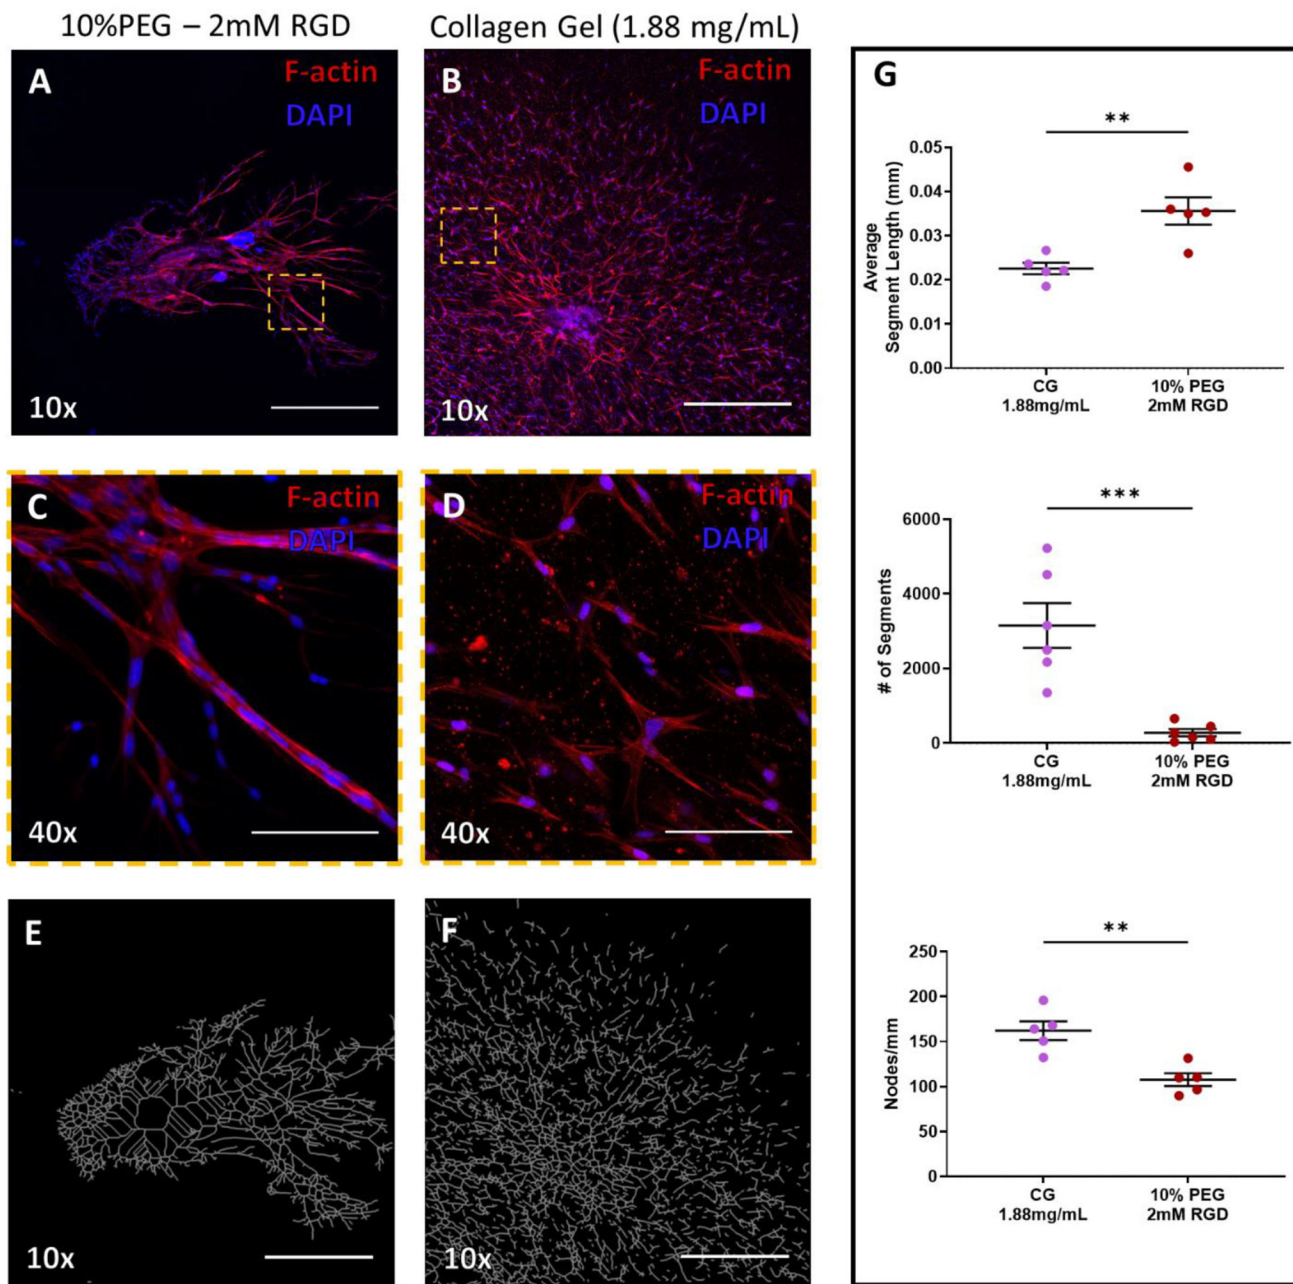 10%PEG – 2mM RGD
Collagen Gel (1.88 mg/mL)
A
F-actin
DAPI
10x
B
F-actin
DAPI
10x
C
F-actin
DAPI
40x
D
F-actin
DAPI
40x
E
10x
F
10x
G
**
Average
Segment Length (mm)
0.05
0.04
0.03
0.02
0.01
0.00
CG
1.88mg/mL
10% PEG
2mM RGD
***
# of Segments
6000
4000
2000
0
CG
1.88mg/mL
10% PEG
2mM RGD
**
Nodes/mm
250
200
150
100
50
0
CG
1.88mg/mL
10% PEG
2mM RGD